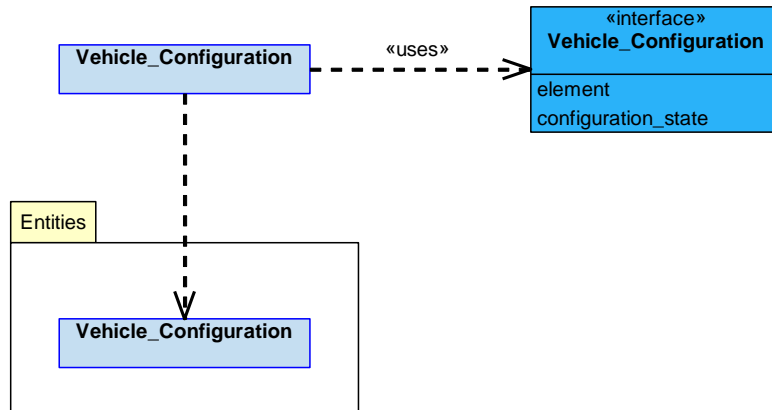 «interface»
Vehicle_Configuration
Vehicle_Configuration
«uses»
element
configuration_state
Entities
Vehicle_Configuration